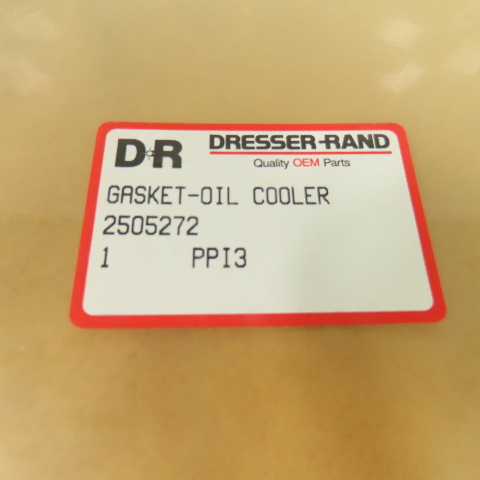 D-R DRESSER-RAND
Quality OEM Parts
GASKET-OIL COOLER
2505272
1 PPI3